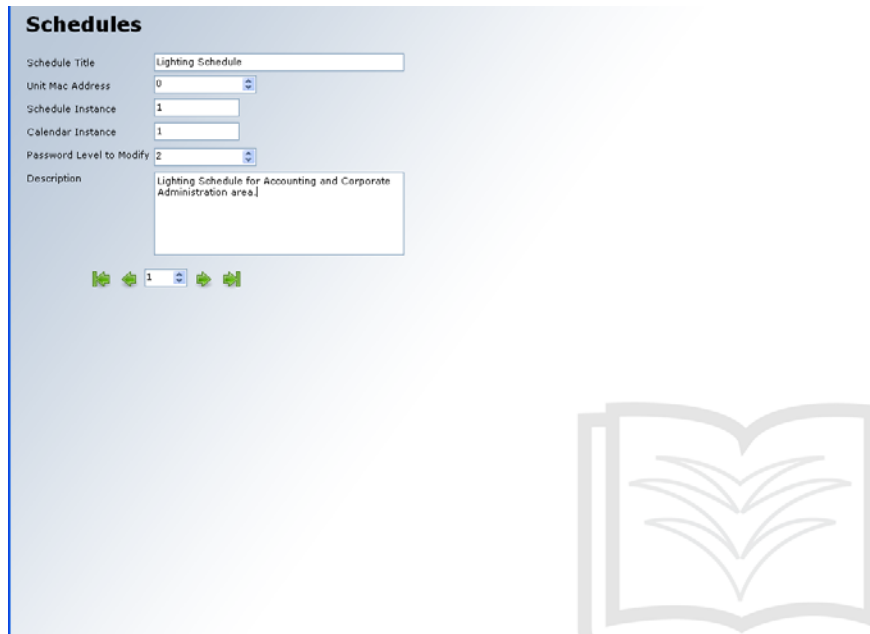 Schedules
Schedule Title Lighting Schedule
Unit Mac Address 0
Schedule Instance 1
Calendar Instance 1
Password Level to Modify 2
Description Lighting Schedule for Accounting and Corporate
Administration area.
1